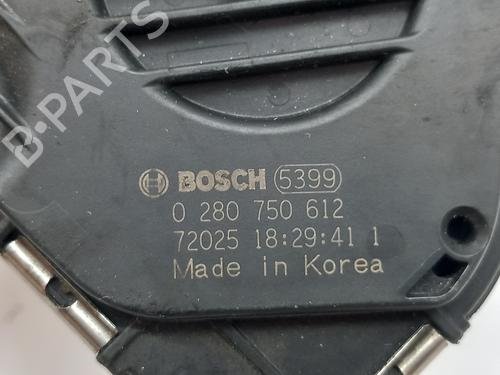 B-PARTS
BOSCH 5399
0 280 750 612
72025 18:29:41 1
Made in Korea